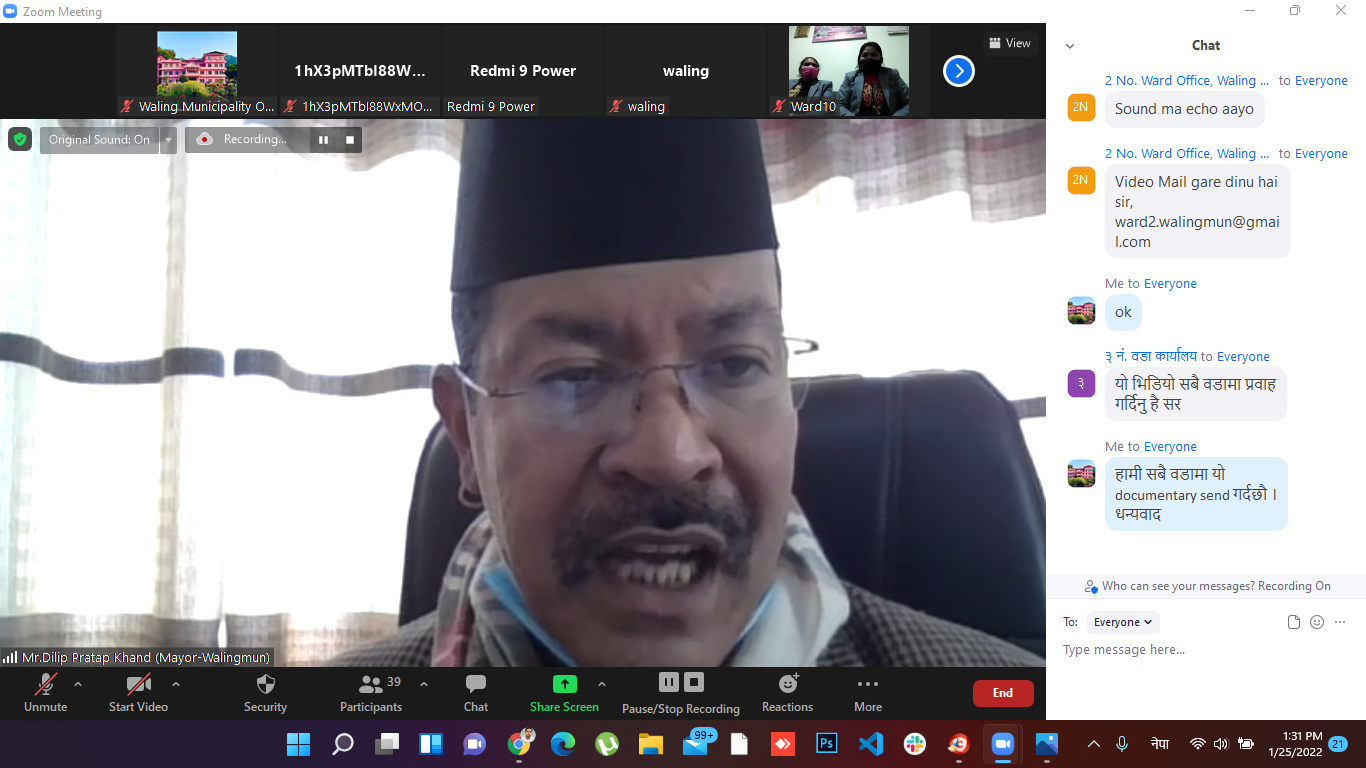 Zoom Meeting
1hX3pMTbI88W...
Redmi 9 Power
waling
View
Waling Municipality O...
1hX3pMTbI88WxMO...
Redmi 9 Power
waling
Ward10
Original Sound: On
Recording...
Mr.Dilip Pratap Khand (Mayor-Walingmun)
Unmute
Start Video
Security
39
Participants
Chat
Share Screen
Pause/Stop Recording
Reactions
More
End
Chat
2 No. Ward Office, Waling ... to Everyone
2N
Sound ma echo aayo
2 No. Ward Office, Waling ... to Everyone
2N
Video Mail gare dinu hai
sir,
ward2.walingmun@gmai
l.com
Me to Everyone
ok
३ नं. वडा कार्यालय to Everyone
३
यो भिडियो सबै वडामा प्रवाह
गर्दिनु है सर
Me to Everyone
हामी सबै वडामा यो
documentary send गर्दछौ ।
धन्यवाद
Who can see your messages? Recording On
To: Everyone
Type message here...
99+
Ps
नेपा
1:31 PM
1/25/2022
21